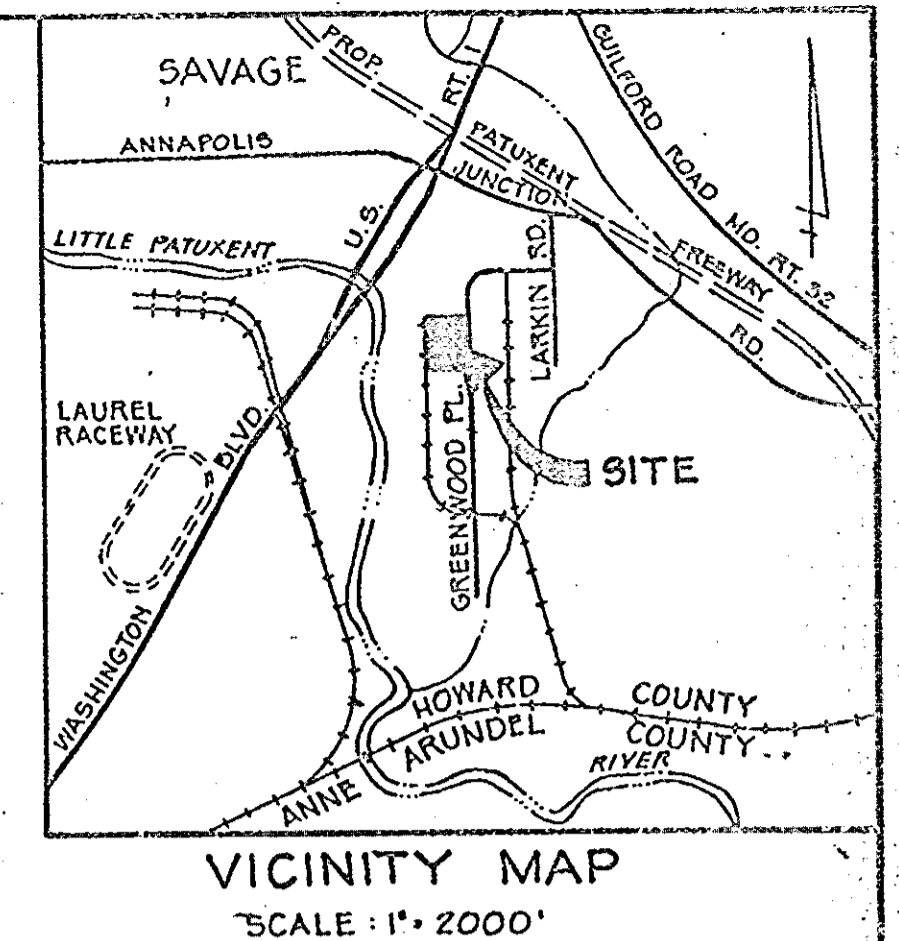 SAVAGE
PROP.
PATUXENT
FREEWAY
U.S.
RT. 1
GUILFORD ROAD MD. RT. 32
ANNAPOLIS
JUNCTION
RD.
LITTLE PATUXENT
LARKIN RD.
LAUREL
RACEWAY
GREENWOOD PL.
SITE
WASHINGTON
BLVD.
HOWARD
COUNTY
ANNE
ARUNDEL
COUNTY
RIVER
VICINITY MAP
SCALE : 1" = 2000'